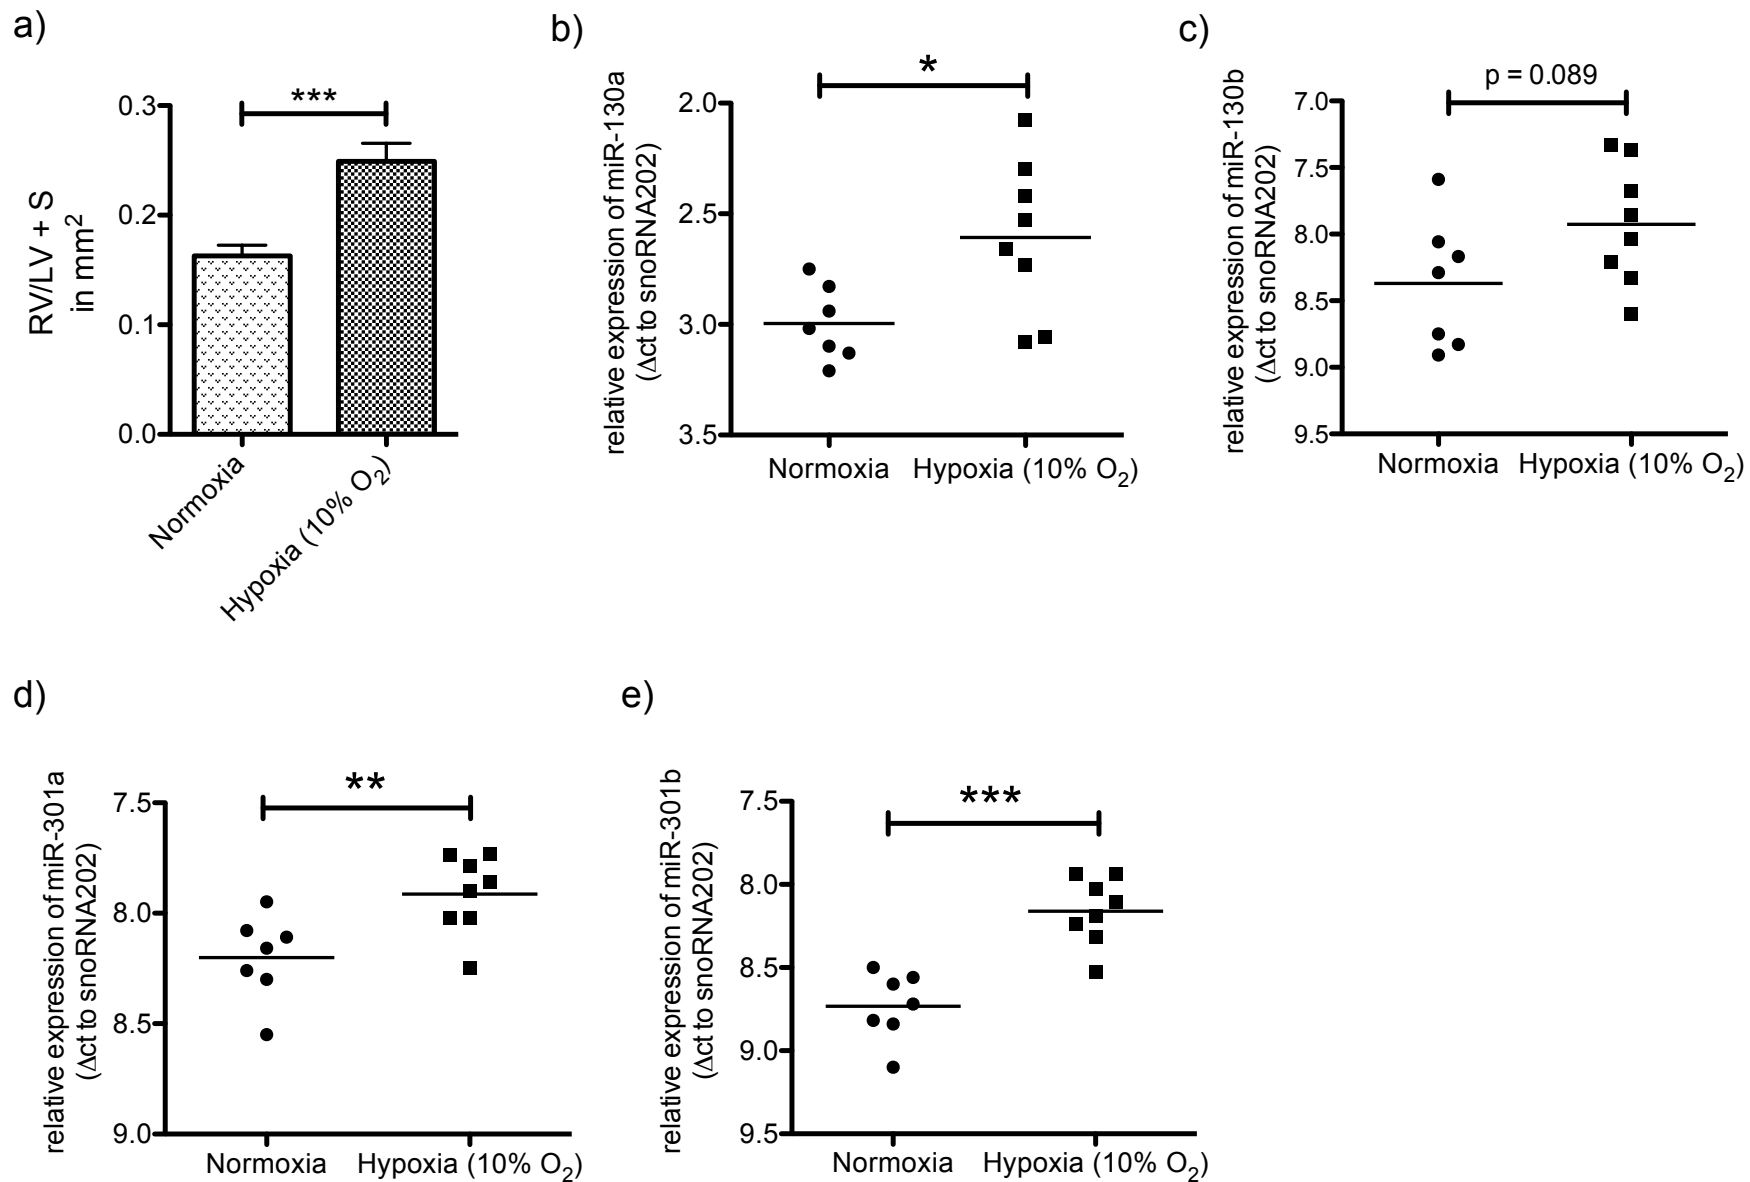 a)
***
0.3
0.2
0.1
0.0
RV/LV + S
in mm²
Normoxia
Hypoxia (10% O₂)
b)
*
2.0
2.5
3.0
3.5
relative expression of miR-130a
(Δct to snoRNA202)
Normoxia
Hypoxia (10% O₂)
c)
p = 0.089
7.0
7.5
8.0
8.5
9.0
9.5
relative expression of miR-130b
(Δct to snoRNA202)
Normoxia
Hypoxia (10% O₂)
d)
**
7.5
8.0
8.5
9.0
relative expression of miR-301a
(Δct to snoRNA202)
Normoxia
Hypoxia (10% O₂)
e)
***
7.5
8.0
8.5
9.0
9.5
relative expression of miR-301b
(Δct to snoRNA202)
Normoxia
Hypoxia (10% O₂)